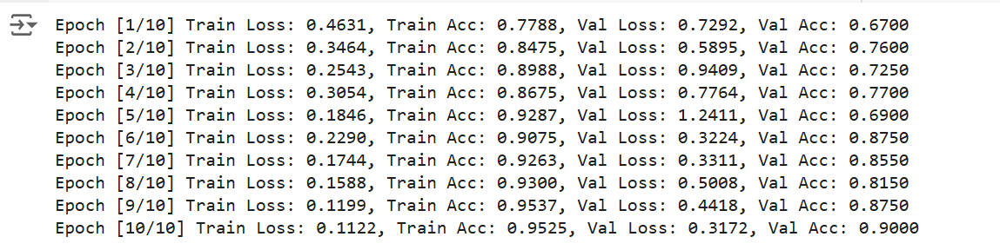 Epoch [1/10] Train Loss: 0.4631, Train Acc: 0.7788, Val Loss: 0.7292, Val Acc: 0.6700
Epoch [2/10] Train Loss: 0.3464, Train Acc: 0.8475, Val Loss: 0.5895, Val Acc: 0.7600
Epoch [3/10] Train Loss: 0.2543, Train Acc: 0.8988, Val Loss: 0.9409, Val Acc: 0.7250
Epoch [4/10] Train Loss: 0.3054, Train Acc: 0.8675, Val Loss: 0.7764, Val Acc: 0.7700
Epoch [5/10] Train Loss: 0.1846, Train Acc: 0.9287, Val Loss: 1.2411, Val Acc: 0.6900
Epoch [6/10] Train Loss: 0.2290, Train Acc: 0.9075, Val Loss: 0.3224, Val Acc: 0.8750
Epoch [7/10] Train Loss: 0.1744, Train Acc: 0.9263, Val Loss: 0.3311, Val Acc: 0.8550
Epoch [8/10] Train Loss: 0.1588, Train Acc: 0.9300, Val Loss: 0.5008, Val Acc: 0.8150
Epoch [9/10] Train Loss: 0.1199, Train Acc: 0.9537, Val Loss: 0.4418, Val Acc: 0.8750
Epoch [10/10] Train Loss: 0.1122, Train Acc: 0.9525, Val Loss: 0.3172, Val Acc: 0.9000